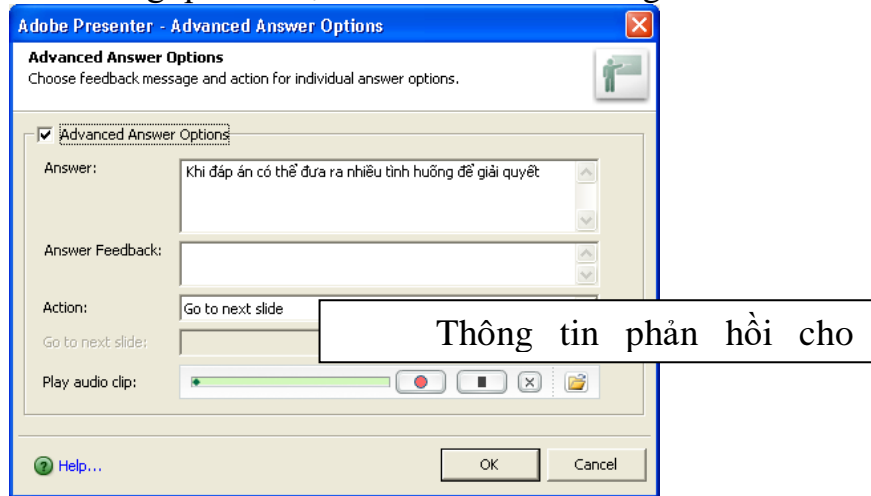 Adobe Presenter - Advanced Answer Options
Advanced Answer Options
Choose feedback message and action for individual answer options.
Advanced Answer Options
Answer:
Khi đáp án có thể đưa ra nhiều tình huống để giải quyết
Answer Feedback:
Action:
Go to next slide
Thông tin phản hồi cho
Go to next slide:
Play audio clip:
Help...
OK
Cancel